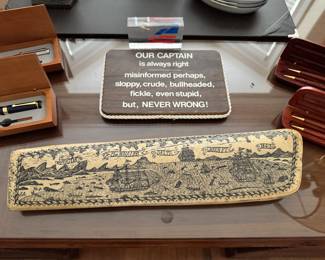 OUR CAPTAIN
is always right
misinformed perhaps,
sloppy, crude, bullheaded,
fickle, even stupid,
but, NEVER WRONG!